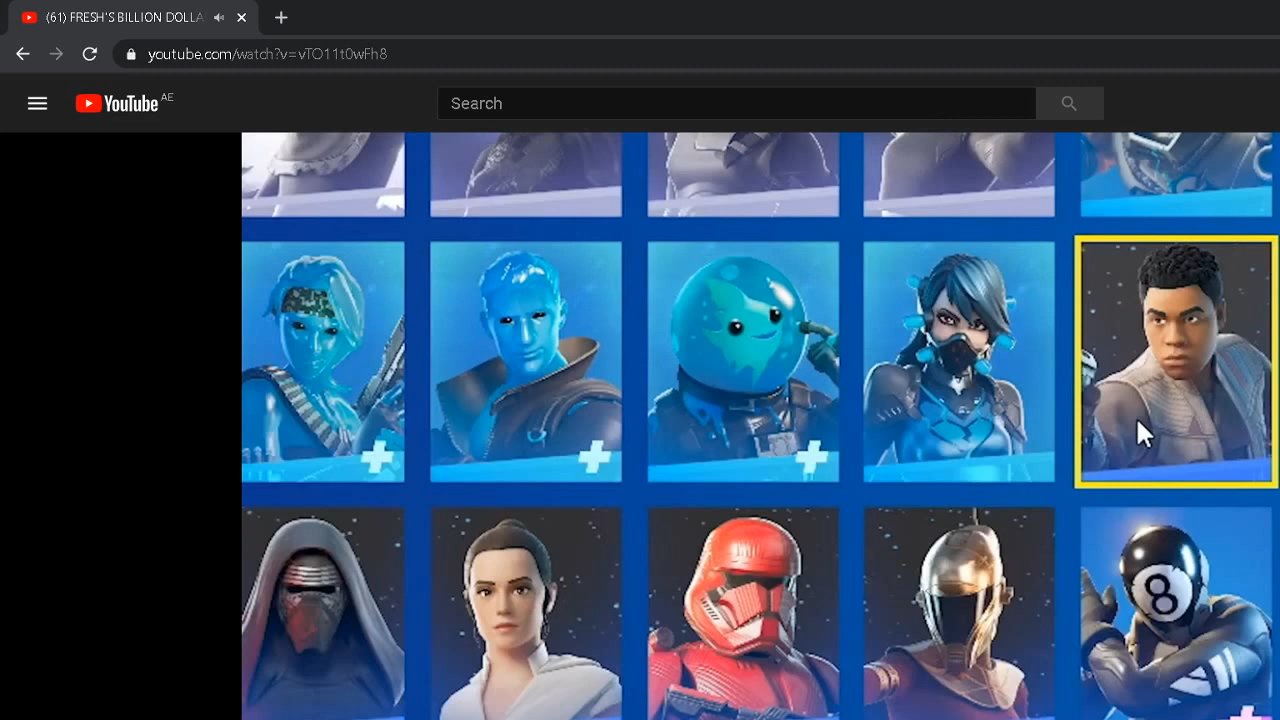 (61) FRESH'S BILLION DOLLA
youtube.com/watch?v=vTO11t0wFh8
YouTube AE
Search
8